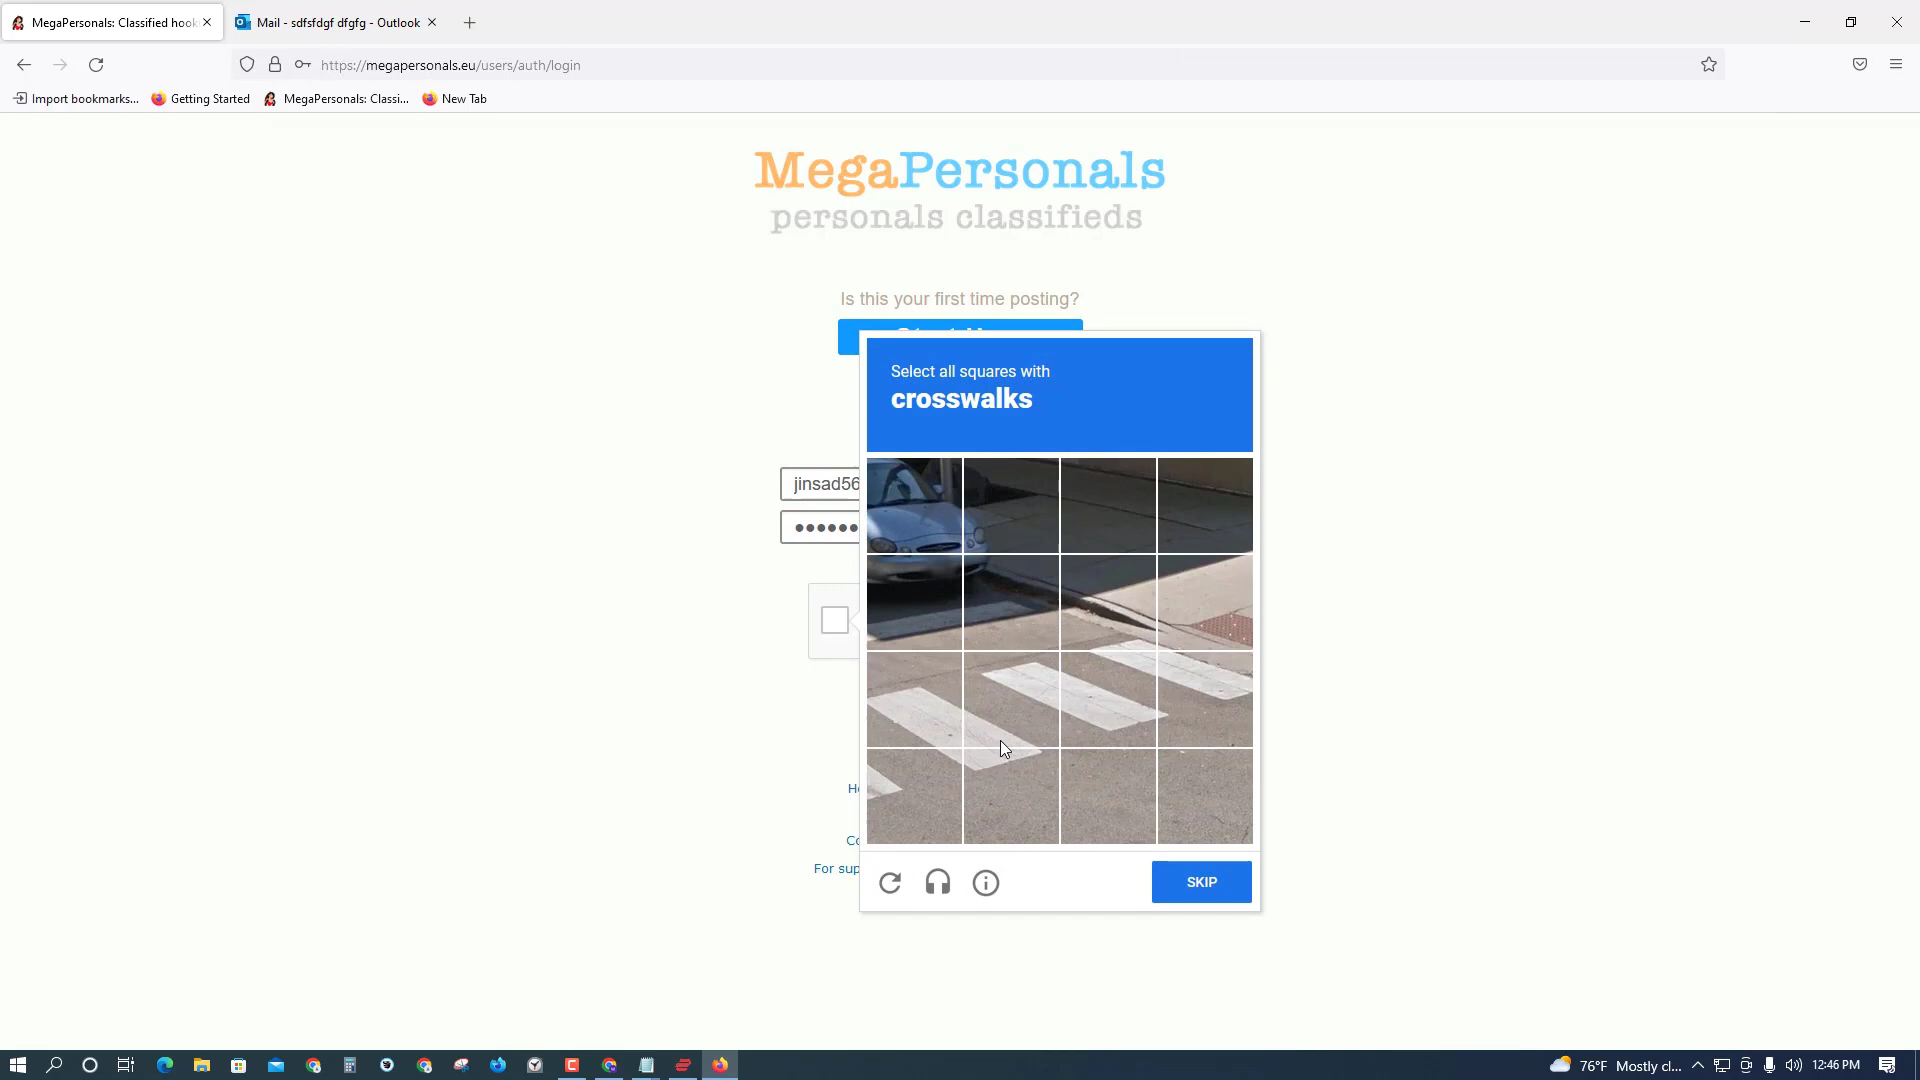 MegaPersonals: Classified hook
Mail - sdfsfdgf dfgfg - Outlook
https://megapersonals.eu/users/auth/login
Import bookmarks...
Getting Started
MegaPersonals: Classi...
New Tab
MegaPersonals
personals classifieds
Is this your first time posting?
Select all squares with
crosswalks
jinsad56
He
Co
For sup
SKIP
76°F Mostly cl...
12:46 PM